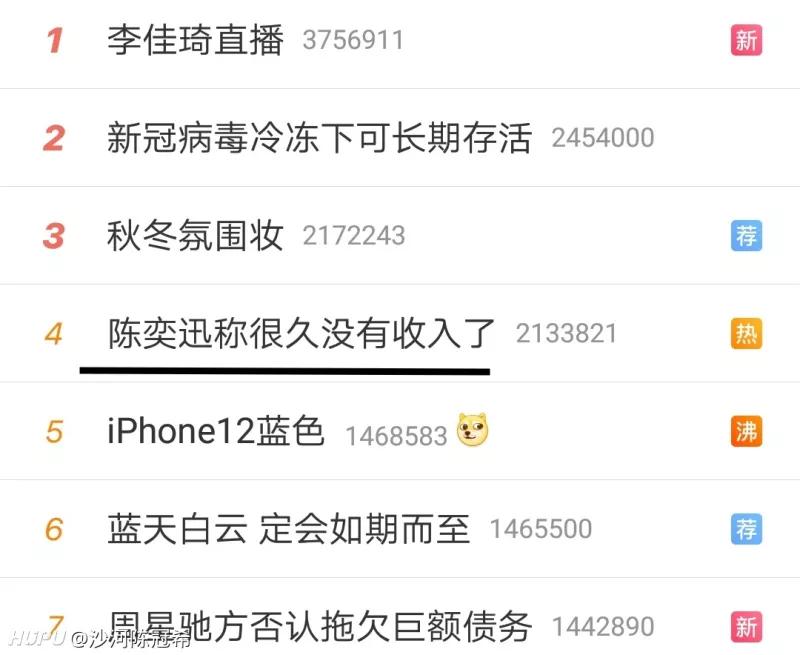 1 李佳琦直播 3756911 新
2 新冠病毒冷冻下可长期存活 2454000
3 秋冬氛围妆 2172243 荐
4 陈奕迅称很久没有收入了 2133821 热
5 iPhone12蓝色 1468583 沸
6 蓝天白云 定会如期而至 1465500 荐
7 周星驰方否认拖欠巨额债务 1442890 新
HUPU @沙河陈冠希